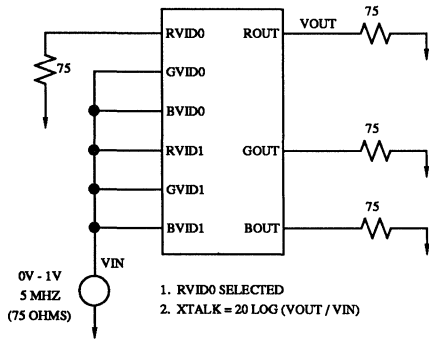 75
RVID0 ROUT VOUT
75
GVID0
BVID0
75
RVID1 GOUT
GVID1
75
BVID1 BOUT
VIN
0V - 1V
5 MHZ
(75 OHMS)
1. RVID0 SELECTED
2. XTALK = 20 LOG (VOUT / VIN)